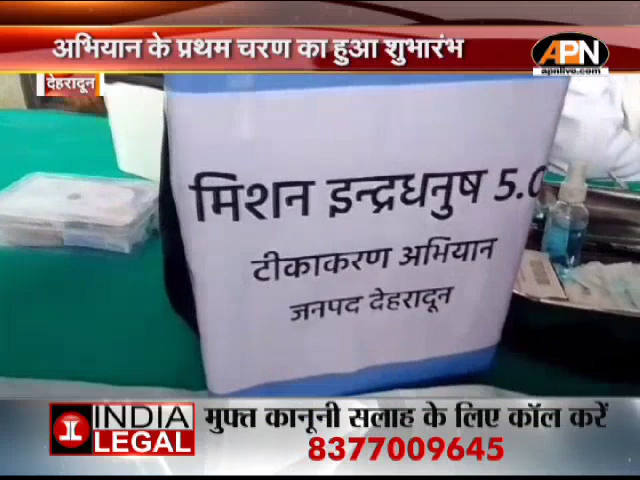 अभियान के प्रथम चरण का हुआ शुभारंभ
APN
apnlive.com
देहरादून
मिशन इन्द्रधनुष 5.0
टीकाकरण अभियान
जनपद देहरादून
INDIA LEGAL
मुफ्त कानूनी सलाह के लिए कॉल करें
8377009645